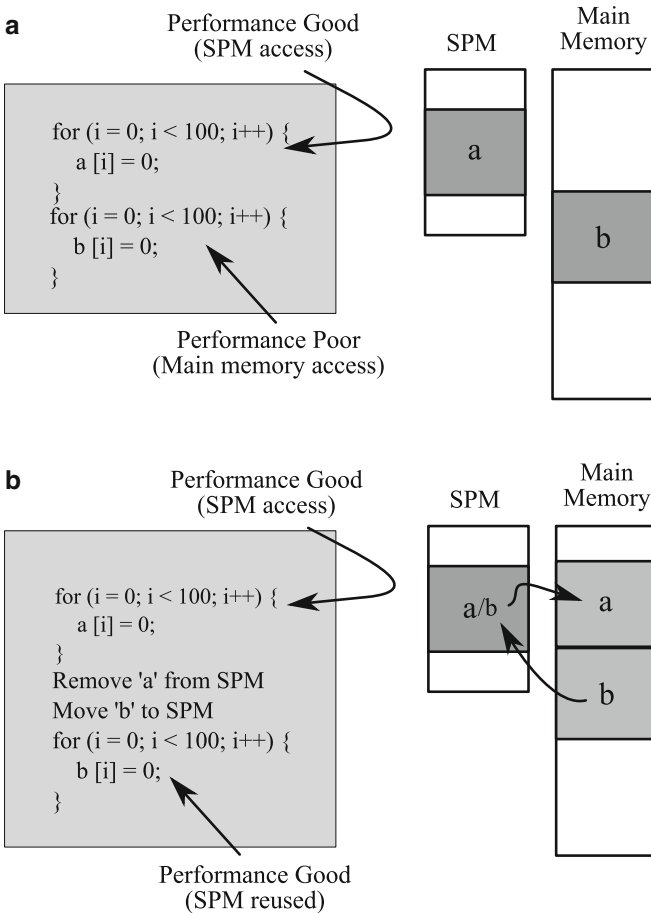 a
Performance Good
(SPM access)
SPM
Main
Memory
for (i = 0; i < 100; i++) {
a [i] = 0;
}
for (i = 0; i < 100; i++) {
b [i] = 0;
}
a
b
Performance Poor
(Main memory access)
b
Performance Good
(SPM access)
SPM
Main
Memory
for (i = 0; i < 100; i++) {
a [i] = 0;
}
Remove 'a' from SPM
Move 'b' to SPM
for (i = 0; i < 100; i++) {
b [i] = 0;
}
a/b
a
b
Performance Good
(SPM reused)